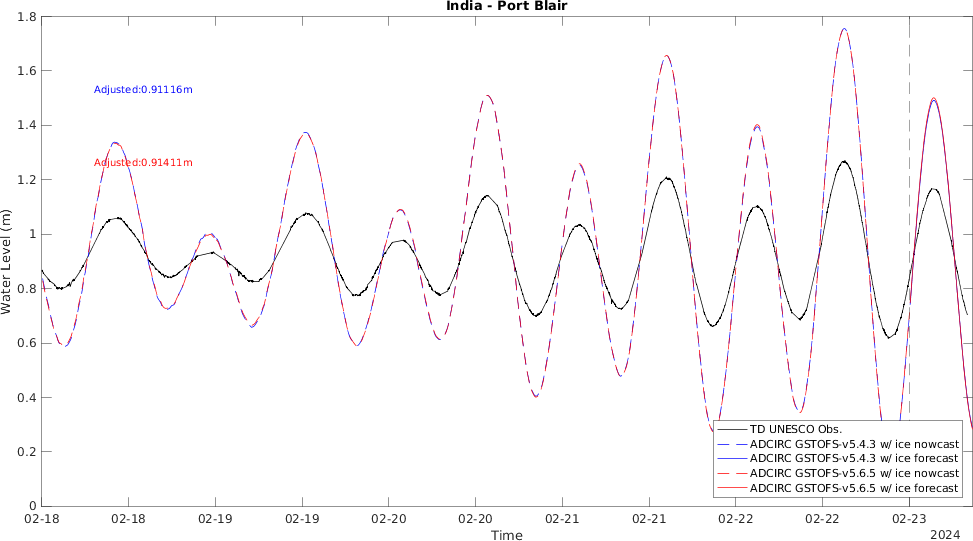 India - Port Blair
1.8
1.6
1.4
1.2
1
0.8
0.6
0.4
0.2
0
Water Level (m)
Adjusted:0.91116m
Adjusted:0.91411m
TD UNESCO Obs.
ADCIRC GSTOFS-v5.4.3 w/ ice nowcast
ADCIRC GSTOFS-v5.4.3 w/ ice forecast
ADCIRC GSTOFS-v5.6.5 w/ ice nowcast
ADCIRC GSTOFS-v5.6.5 w/ ice forecast
02-18 02-18 02-19 02-19 02-20 02-20 02-21 02-21 02-22 02-22 02-23
Time
2024